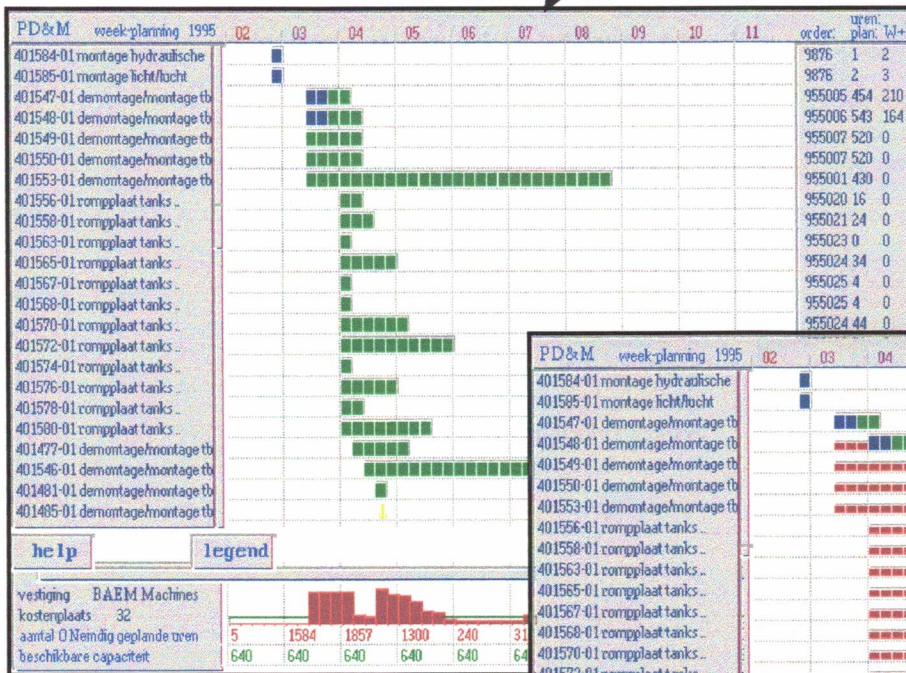 PD&M week-planning 1995 02 03 04 05 06 07 08 09 10 11 order: uren: plan: W+
401584-01 montage hydraulische 9876 1 2
401585-01 montage licht/lucht 9876 2 3
401547-01 demontage/montage tb 955005 454 210
401548-01 demontage/montage tb 955006 543 164
401549-01 demontage/montage tb 955007 520 0
401550-01 demontage/montage tb 955007 520 0
401553-01 demontage/montage tb 955001 430 0
401556-01 rompplaat tanks .. 955020 16 0
401558-01 rompplaat tanks .. 955021 24 0
401563-01 rompplaat tanks .. 955023 0 0
401565-01 rompplaat tanks .. 955024 34 0
401567-01 rompplaat tanks .. 955025 4 0
401568-01 rompplaat tanks .. 955025 4 0
401570-01 rompplaat tanks .. 955024 44 0
401572-01 rompplaat tanks ..
401574-01 rompplaat tanks ..
401576-01 rompplaat tanks ..
401578-01 rompplaat tanks ..
401580-01 rompplaat tanks ..
401477-01 demontage/montage tb
401546-01 demontage/montage tb
401481-01 demontage/montage tb
401485-01 demontage/montage tb
help legend
vestiging BAEM Machines
kostenplaats 32
aantal ONeindig geplande uren 5 1584 1857 1300 240 31
beschikbare capaciteit 640 640 640 640 640 64
PD&M week-planning 1995 02 03 04
401584-01 montage hydraulische
401585-01 montage licht/lucht
401547-01 demontage/montage tb
401548-01 demontage/montage tb
401549-01 demontage/montage tb
401550-01 demontage/montage tb
401553-01 demontage/montage tb
401556-01 rompplaat tanks ..
401558-01 rompplaat tanks ..
401563-01 rompplaat tanks ..
401565-01 rompplaat tanks ..
401567-01 rompplaat tanks ..
401568-01 rompplaat tanks ..
401570-01 rompplaat tanks ..